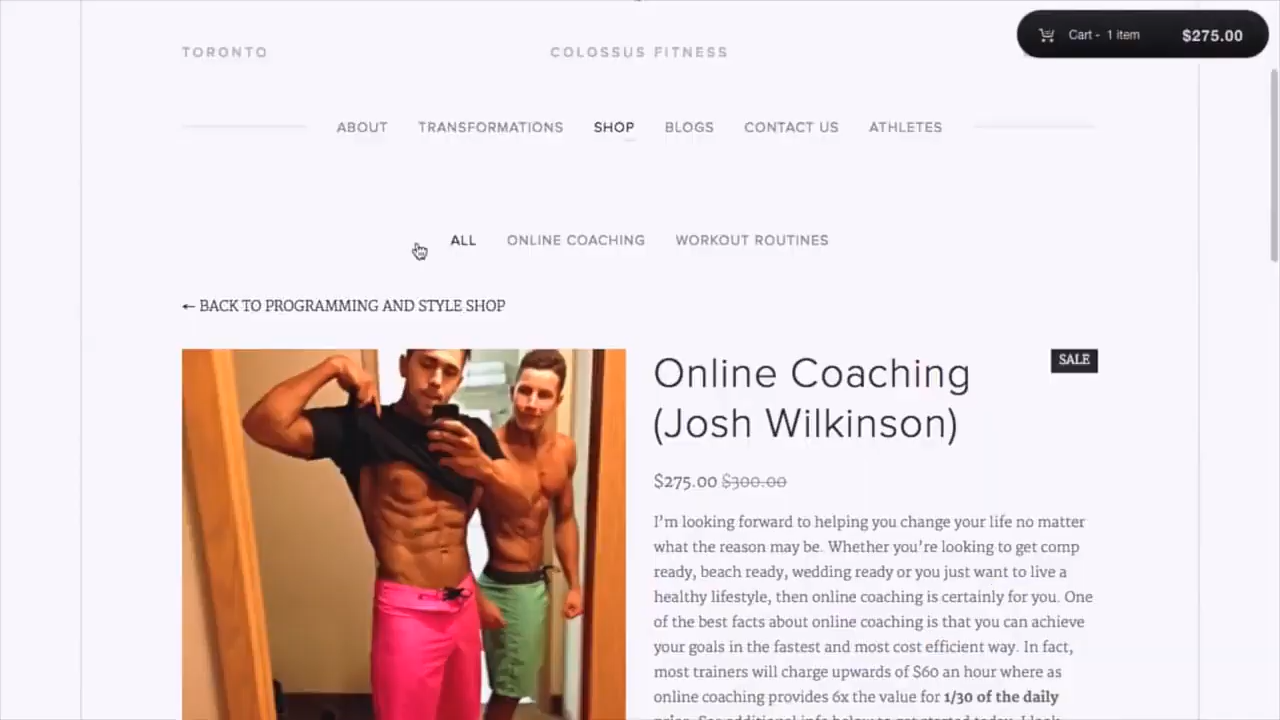 TORONTO
COLOSSUS FITNESS
Cart - 1 item $275.00
ABOUT TRANSFORMATIONS SHOP BLOGS CONTACT US ATHLETES
ALL ONLINE COACHING WORKOUT ROUTINES
← BACK TO PROGRAMMING AND STYLE SHOP
Online Coaching
(Josh Wilkinson)
SALE
$275.00 $300.00
I'm looking forward to helping you change your life no matter
what the reason may be. Whether you're looking to get comp
ready, beach ready, wedding ready or you just want to live a
healthy lifestyle, then online coaching is certainly for you. One
of the best facts about online coaching is that you can achieve
your goals in the fastest and most cost efficient way. In fact,
most trainers will charge upwards of $60 an hour where as
online coaching provides 6x the value for 1/30 of the daily